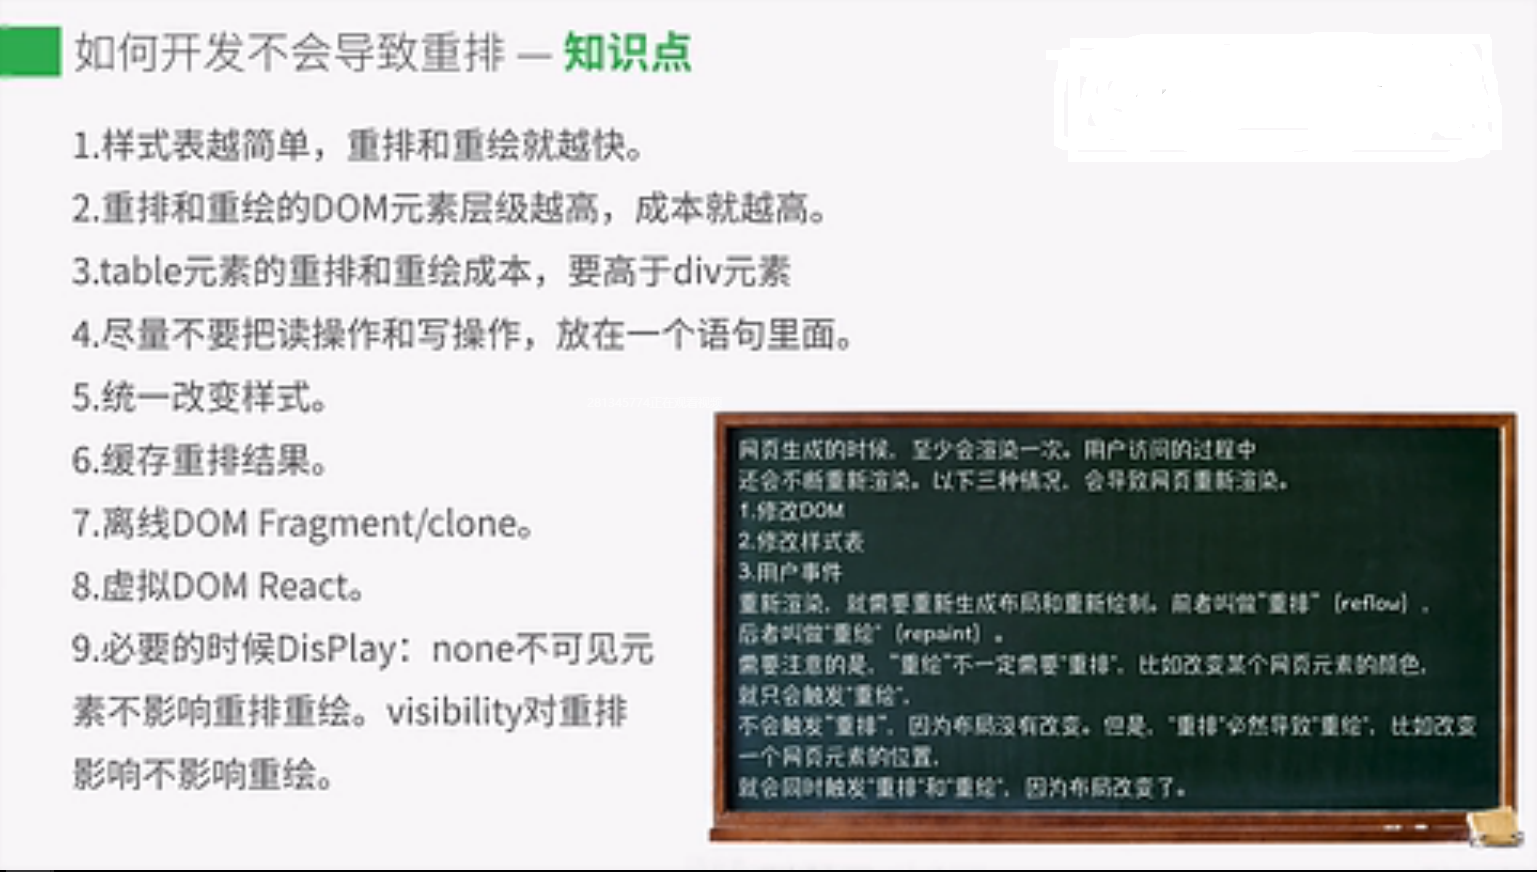 如何开发不会导致重排 — 知识点
1.样式表越简单，重排和重绘就越快。
2.重排和重绘的DOM元素层级越高，成本就越高。
3.table元素的重排和重绘成本，要高于div元素
4.尽量不要把读操作和写操作，放在一个语句里面。
5.统一改变样式。
6.缓存重排结果。
7.离线DOM Fragment/clone。
8.虚拟DOM React。
9.必要的时候DisPlay：none不可见元
素不影响重排重绘。visibility对重排
影响不影响重绘。
网页生成的时候，至少会渲染一次。用户访问的过程中
还会不断重新渲染。以下三种情况，会导致网页重新渲染。
1.修改DOM
2.修改样式表
3.用户事件
重新渲染，就需要重新生成布局和重新绘制。前者叫做"重排"（reflow），
后者叫做"重绘"（repaint）。
需要注意的是，"重绘"不一定需要"重排"，比如改变某个网页元素的颜色，
就只会触发"重绘"，
不会触发"重排"，因为布局没有改变。但是，"重排"必然导致"重绘"，比如改变
一个网页元素的位置，
就会同时触发"重排"和"重绘"，因为布局改变了。